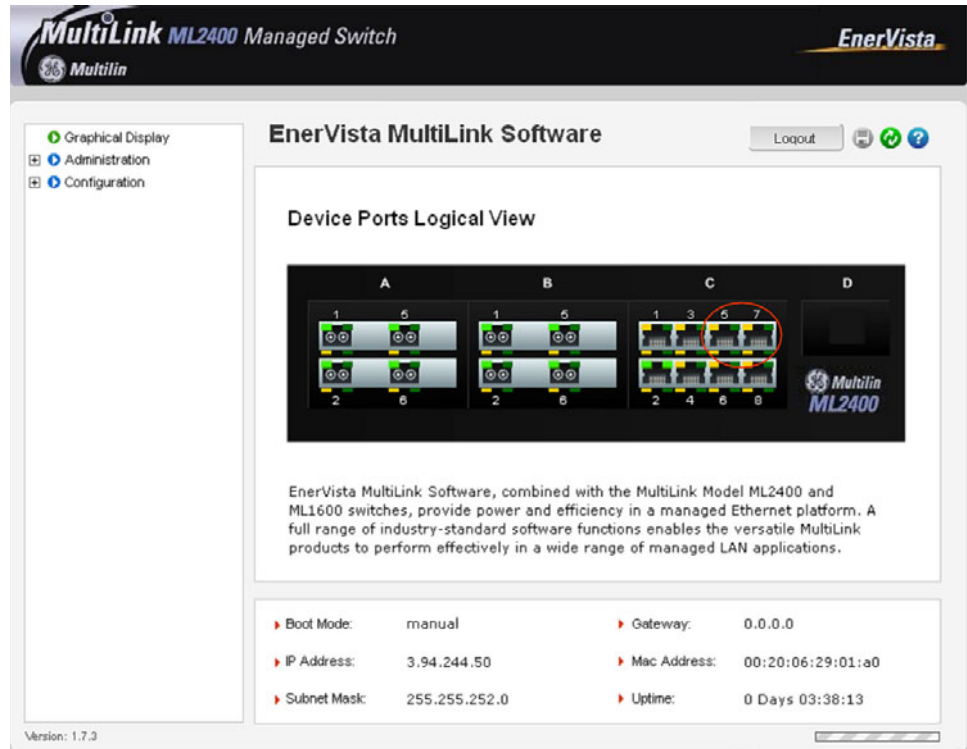 MultiLink ML2400 Managed Switch
Multilin
EnerVista
Graphical Display
Administration
Configuration
EnerVista MultiLink Software
Logout
Device Ports Logical View
A B C D
1 5 1 5 1 3 5 7
2 6 2 6 2 4 6 8
Multilin
ML2400
EnerVista MultiLink Software, combined with the MultiLink Model ML2400 and
ML1600 switches, provide power and efficiency in a managed Ethernet platform. A
full range of industry-standard software functions enables the versatile MultiLink
products to perform effectively in a wide range of managed LAN applications.
Boot Mode: manual Gateway: 0.0.0.0
IP Address: 3.94.244.50 Mac Address: 00:20:06:29:01:a0
Subnet Mask: 255.255.252.0 Uptime: 0 Days 03:38:13
Version: 1.7.3